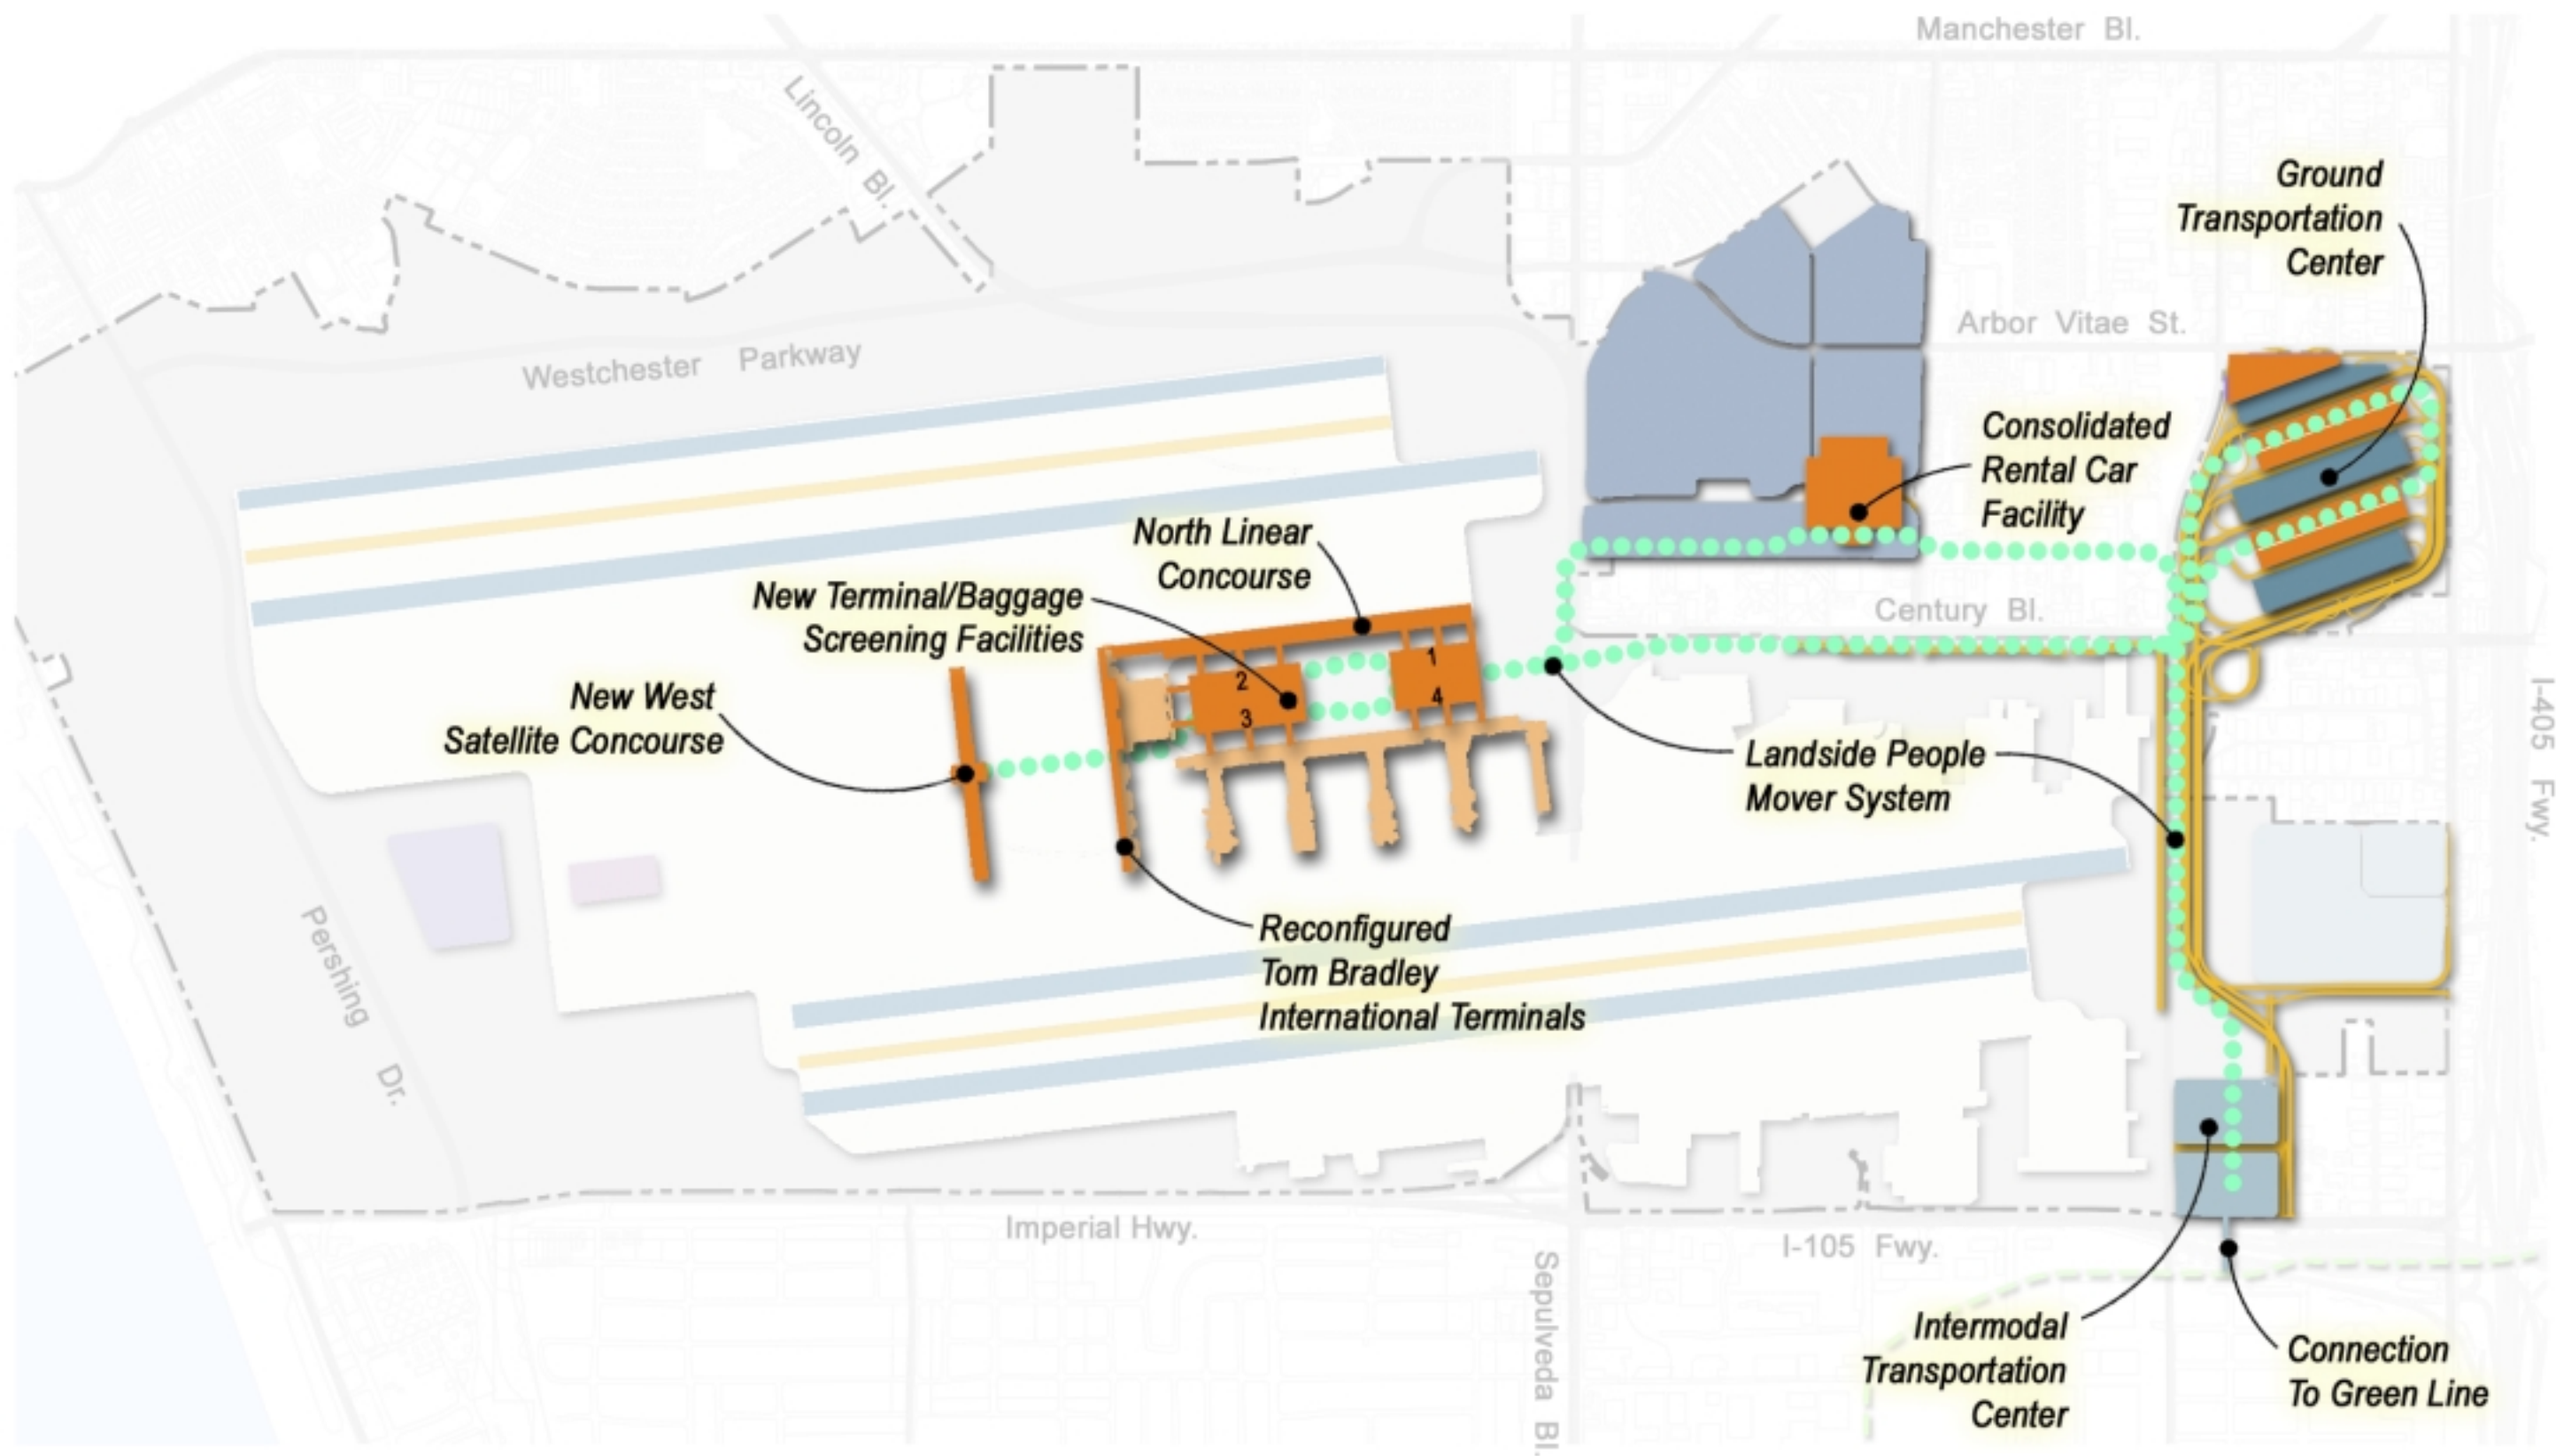 Manchester Bl.
Lincoln Bl.
Ground
Transportation
Center
Arbor Vitae St.
Westchester Parkway
Consolidated
Rental Car
Facility
North Linear
Concourse
New Terminal/Baggage
Screening Facilities
Century Bl.
1
2
3
4
New West
Satellite Concourse
Landside People
Mover System
I-405 Fwy.
Reconfigured
Tom Bradley
International Terminals
Pershing Dr.
Imperial Hwy.
I-105 Fwy.
Sepulveda Bl.
Intermodal
Transportation
Center
Connection
To Green Line